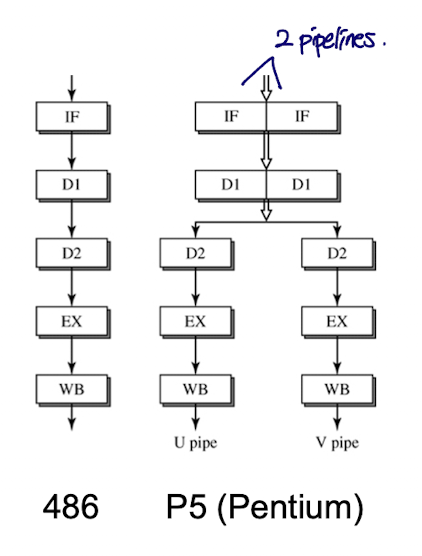 2 pipelines.
IF
IF IF
D1
D1 D1
D2
D2
D2
EX
EX
EX
WB
WB
WB
U pipe
V pipe
486
P5 (Pentium)